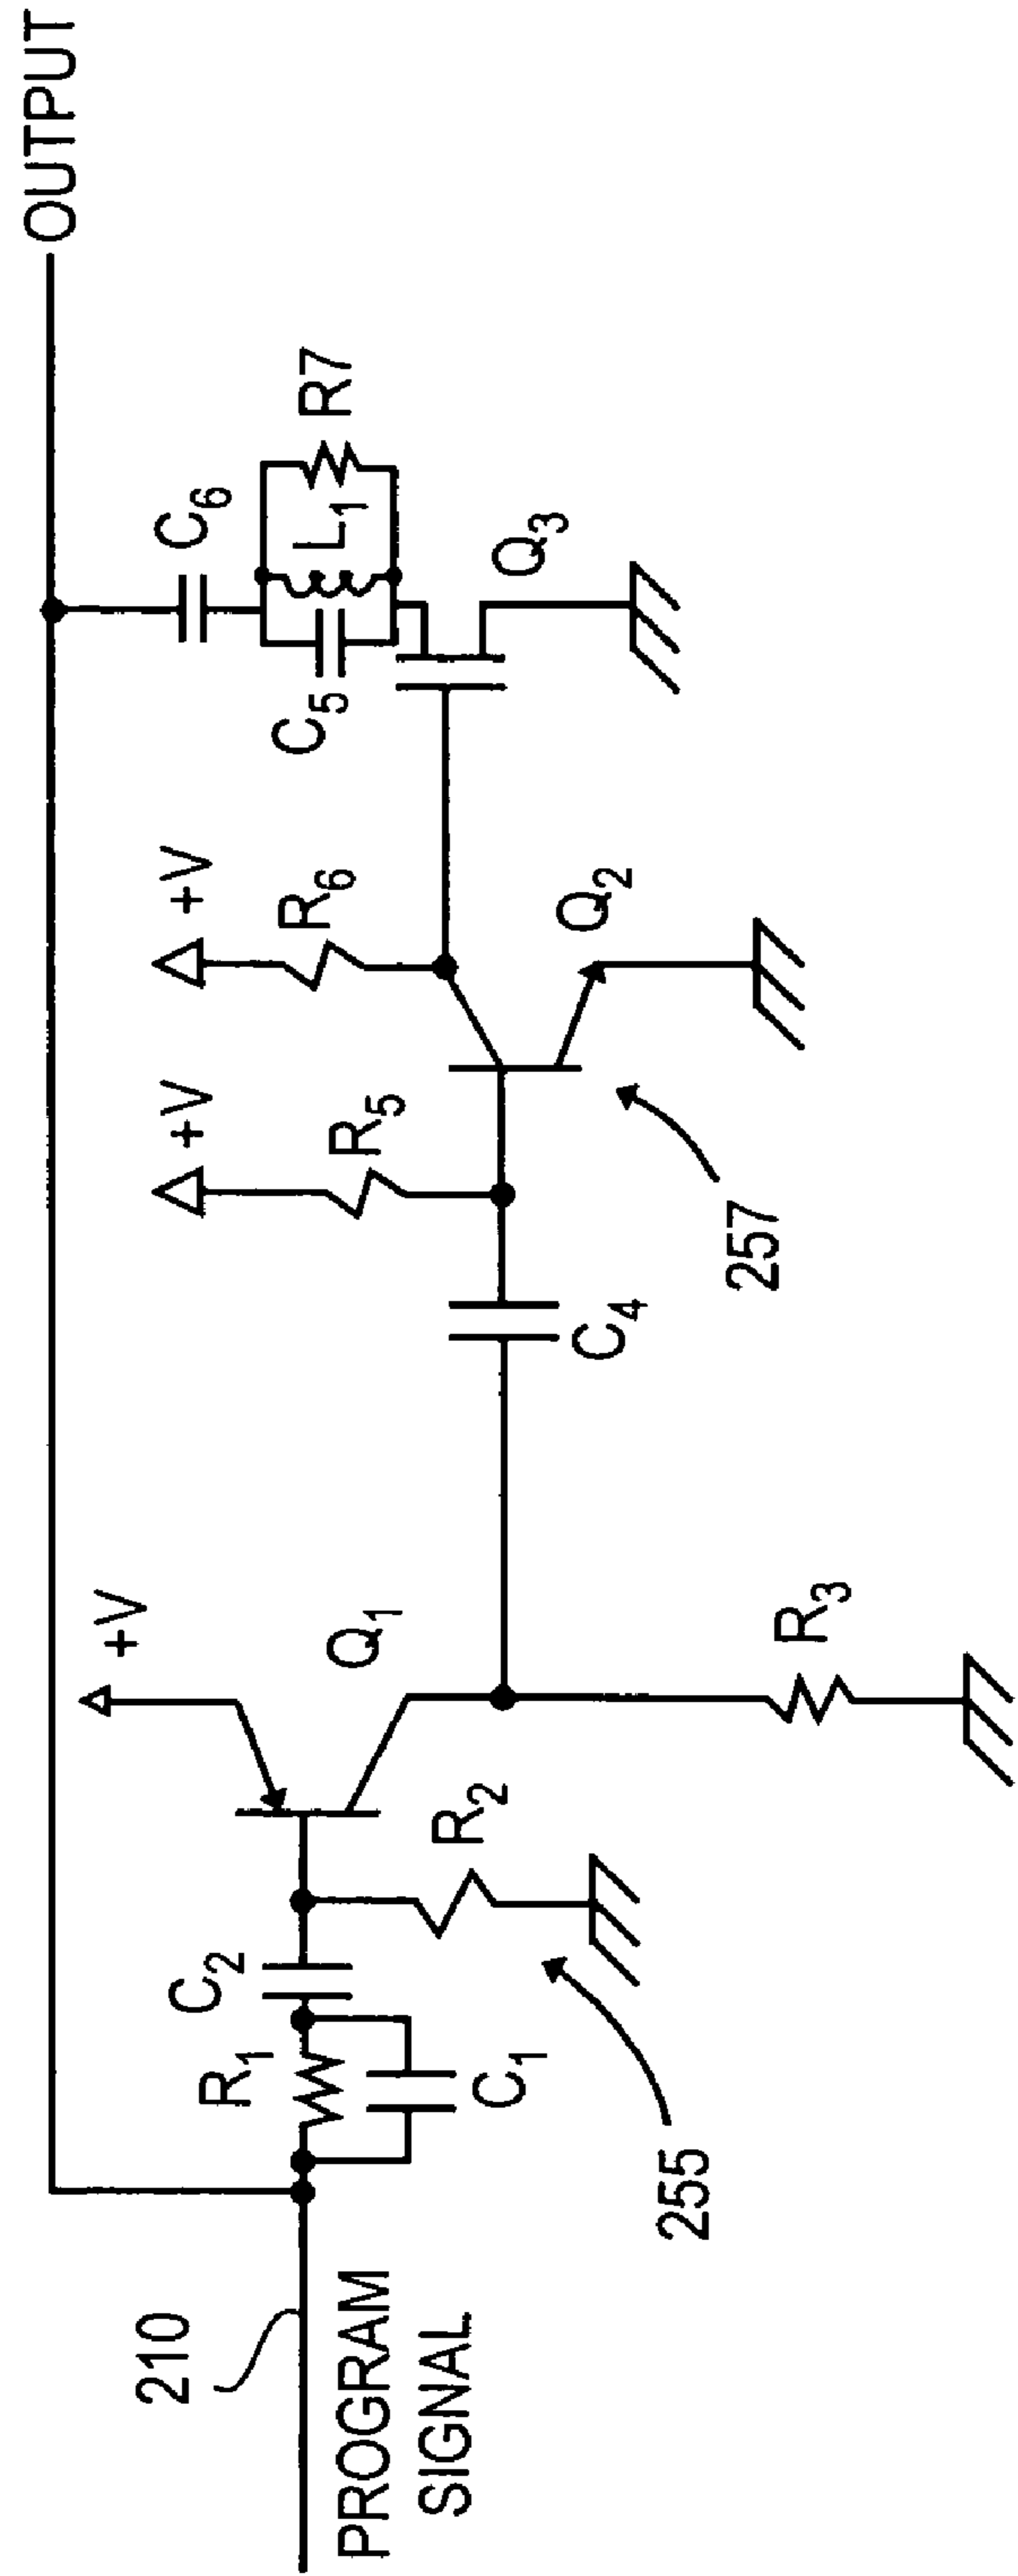 OUTPUT
C6
R7
L1
C5
Q3
+V
R6
Q2
+V
R5
257
C4
+V
Q1
R3
R2
C2
R1
C1
255
210
PROGRAM
SIGNAL